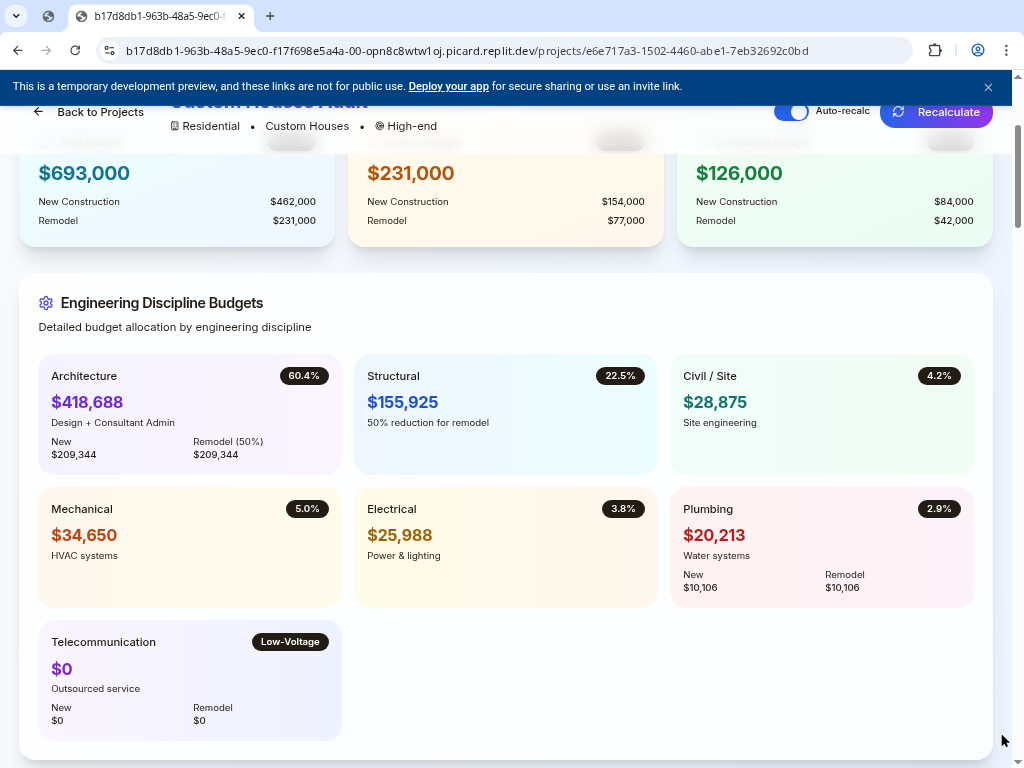 b17d8db1-963b-48a5-9ec0-f
b17d8db1-963b-48a5-9ec0-f17f698e5a4a-00-opn8c8wtw1oj.picard.replit.dev/projects/e6e717a3-1502-4460-abe1-7eb32692c0bd
This is a temporary development preview, and these links are not for public use. Deploy your app for secure sharing or use an invite link.
Back to Projects
Custom Houses Audit
Residential • Custom Houses • High-end
Auto-recalc
Recalculate
$693,000
New Construction $462,000
Remodel $231,000
$231,000
New Construction $154,000
Remodel $77,000
$126,000
New Construction $84,000
Remodel $42,000
Engineering Discipline Budgets
Detailed budget allocation by engineering discipline
Architecture 60.4%
$418,688
Design + Consultant Admin
New Remodel (50%)
$209,344 $209,344
Structural 22.5%
$155,925
50% reduction for remodel
Civil / Site 4.2%
$28,875
Site engineering
Mechanical 5.0%
$34,650
HVAC systems
Electrical 3.8%
$25,988
Power & lighting
Plumbing 2.9%
$20,213
Water systems
New Remodel
$10,106 $10,106
Telecommunication Low-Voltage
$0
Outsourced service
New Remodel
$0 $0